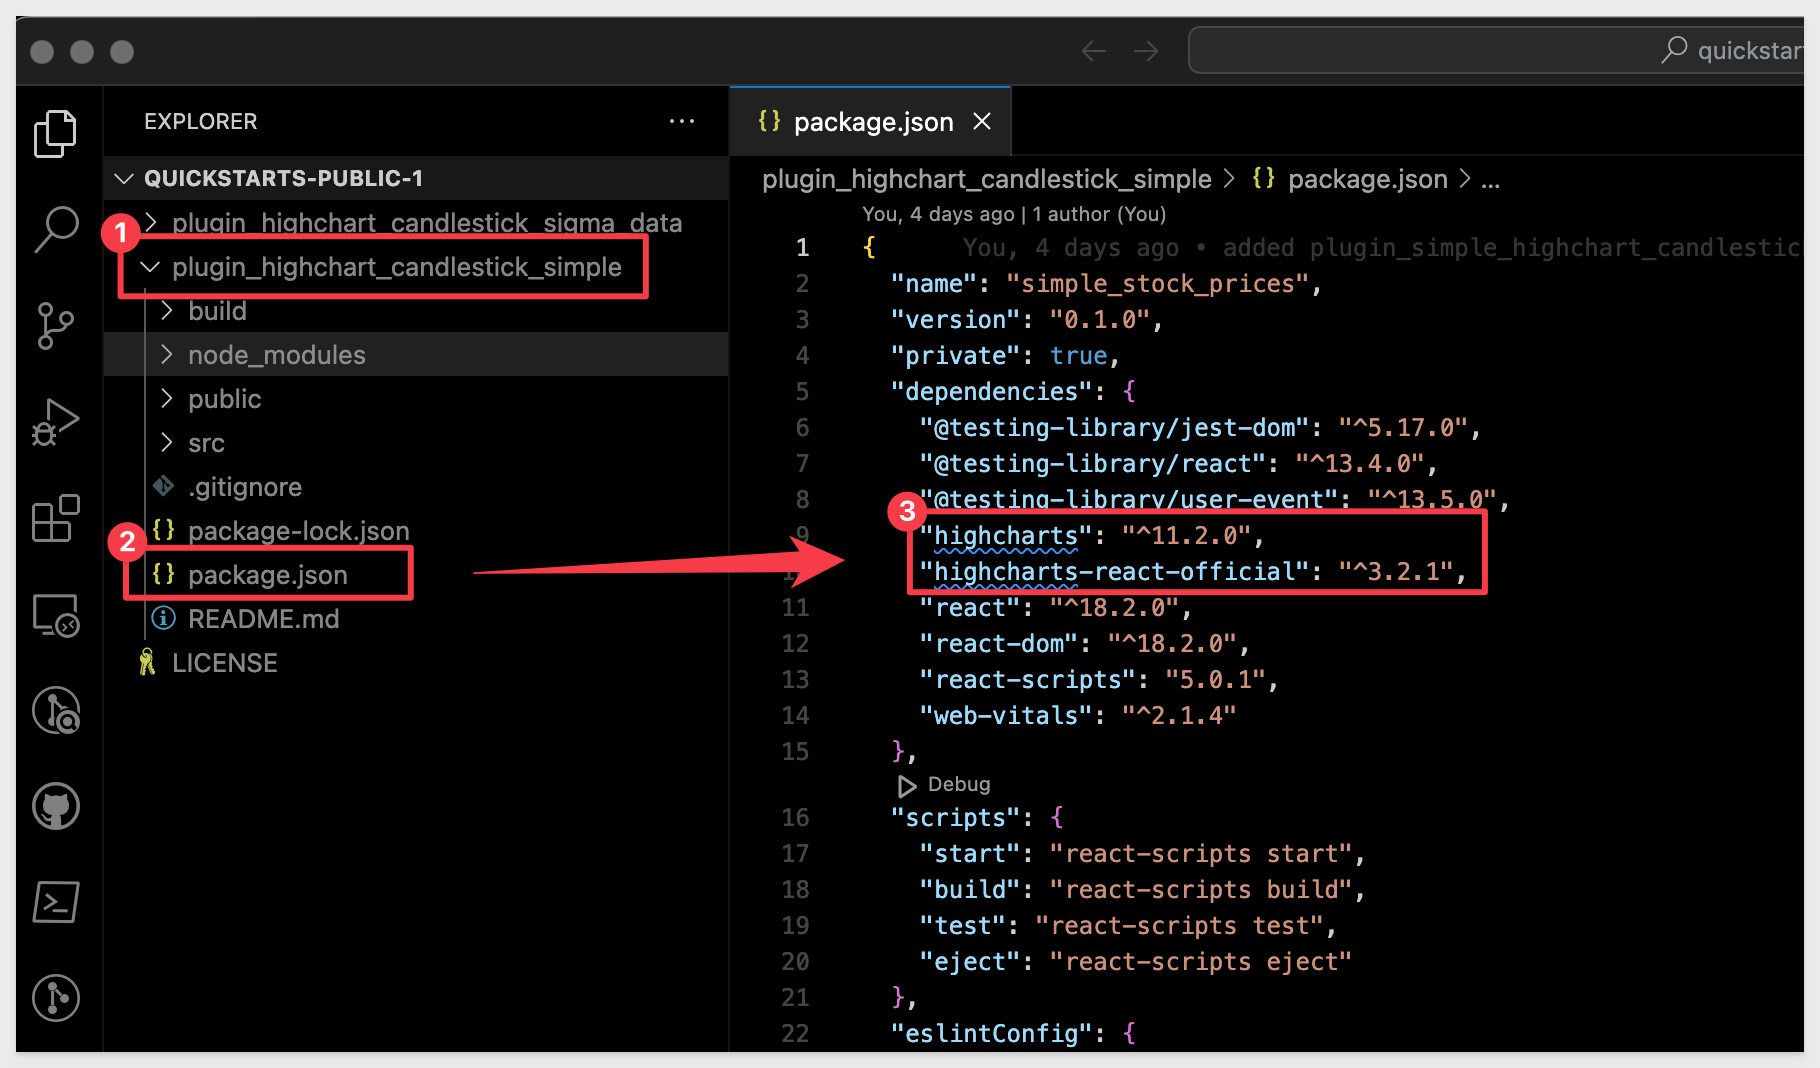 quickstar
EXPLORER
...
package.json
QUICKSTARTS-PUBLIC-1
plugin_highchart_candlestick_simple > {} package.json > ...
You, 4 days ago | 1 author (You)
1
plugin_highchart_candlestick_sigma_data
plugin_highchart_candlestick_simple
build
node_modules
public
src
.gitignore
2
package-lock.json
package.json
README.md
LICENSE
3
1 { You, 4 days ago • added plugin_simple_highchart_candlestic
2 "name": "simple_stock_prices",
3 "version": "0.1.0",
4 "private": true,
5 "dependencies": {
6 "@testing-library/jest-dom": "^5.17.0",
7 "@testing-library/react": "^13.4.0",
8 "@testing-library/user-event": "^13.5.0",
9 "highcharts": "^11.2.0",
"highcharts-react-official": "^3.2.1",
11 "react": "^18.2.0",
12 "react-dom": "^18.2.0",
13 "react-scripts": "5.0.1",
14 "web-vitals": "^2.1.4"
15 },
Debug
16 "scripts": {
17 "start": "react-scripts start",
18 "build": "react-scripts build",
19 "test": "react-scripts test",
20 "eject": "react-scripts eject"
21 },
22 "eslintConfig": {